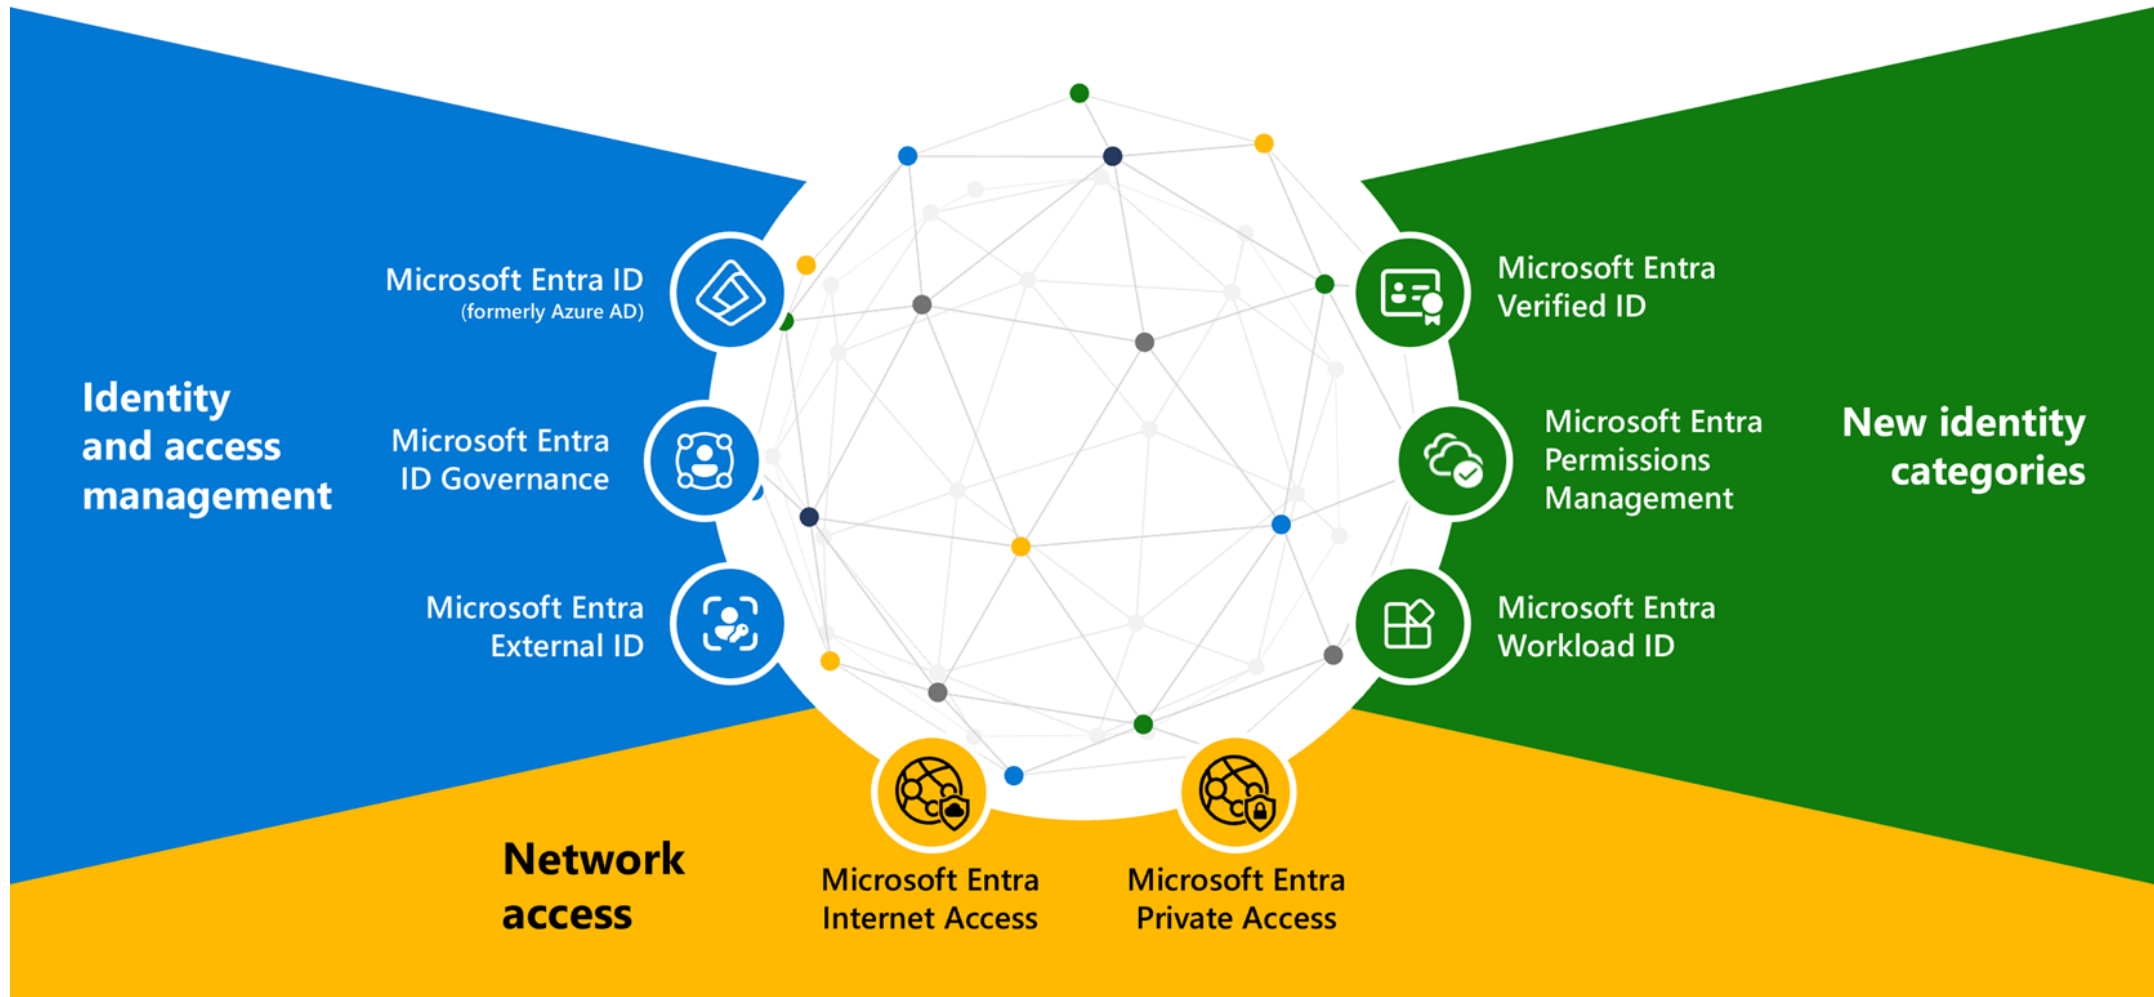 Identity
and access
management
Microsoft Entra ID
(formerly Azure AD)
Microsoft Entra
ID Governance
Microsoft Entra
External ID
Microsoft Entra
Verified ID
Microsoft Entra
Permissions
Management
Microsoft Entra
Workload ID
New identity
categories
Network
access
Microsoft Entra
Internet Access
Microsoft Entra
Private Access